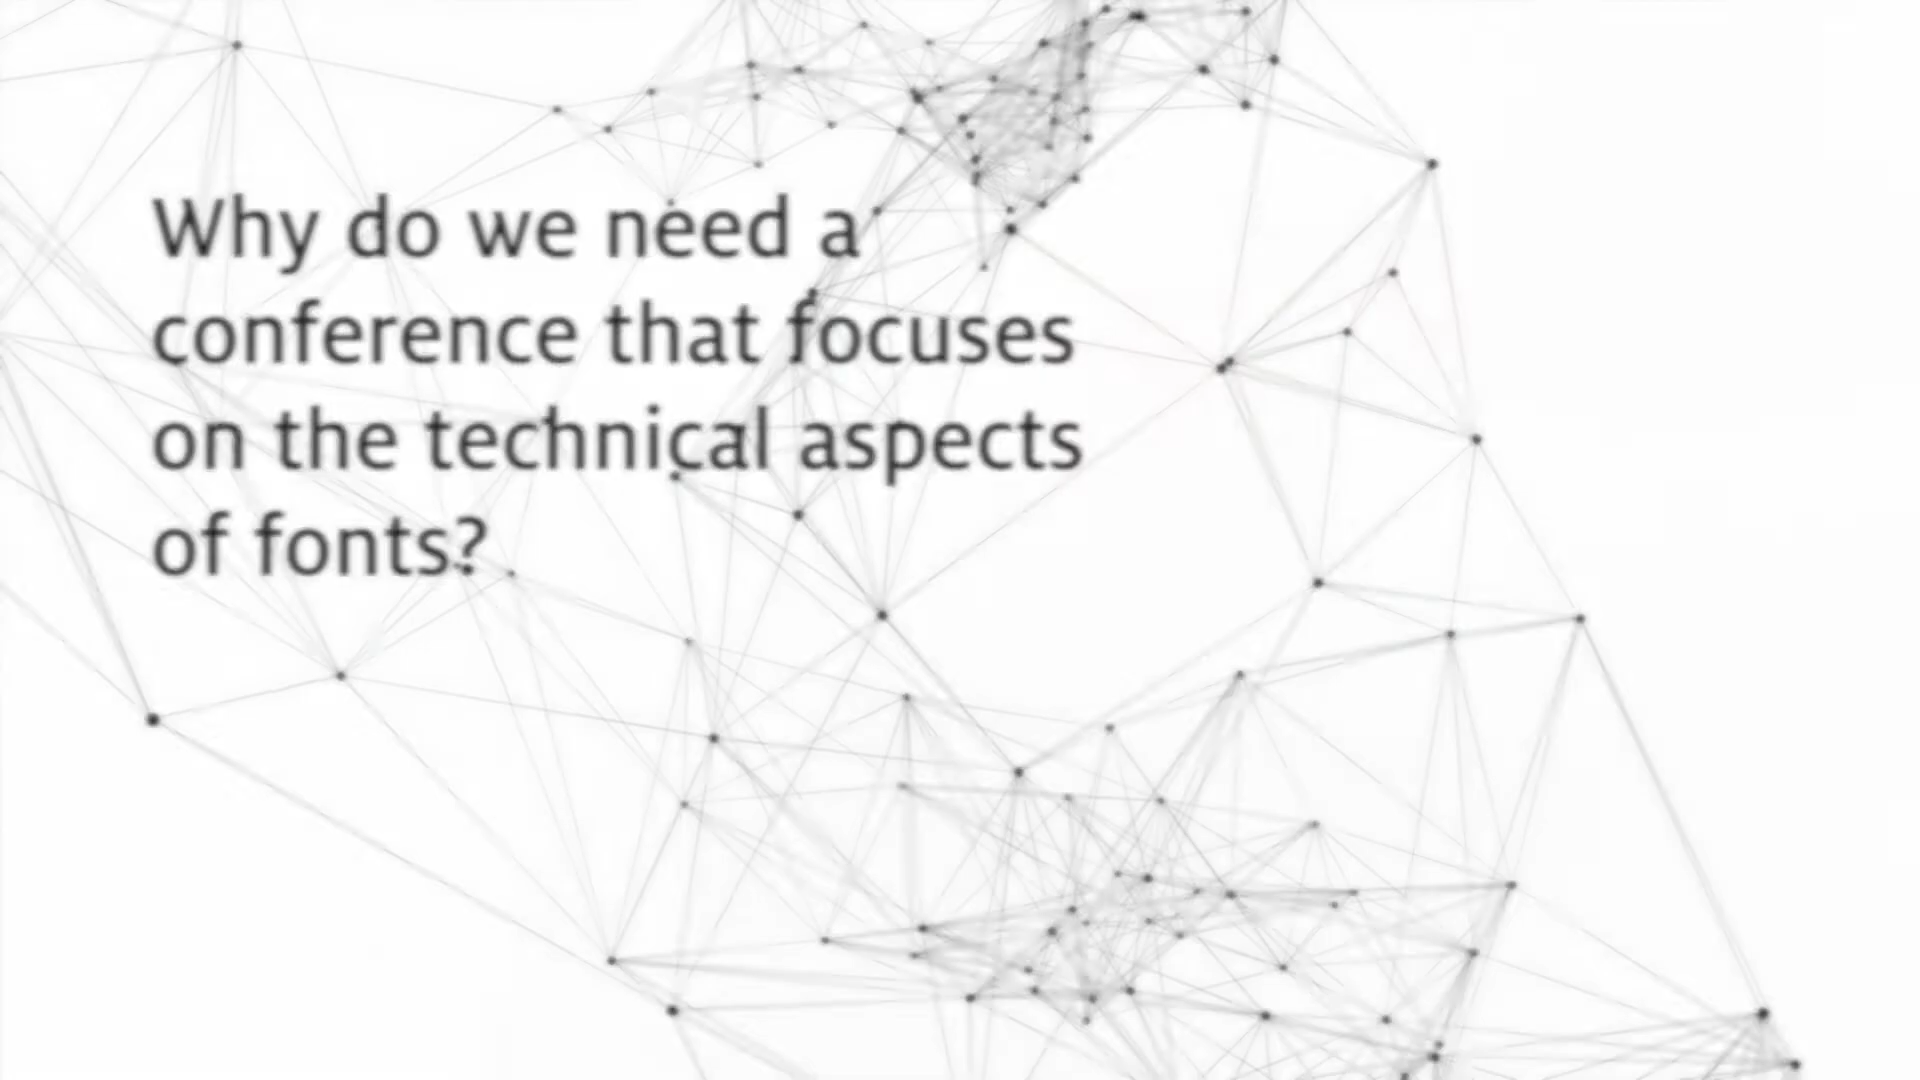 Why do we need a
conference that focuses
on the technical aspects
of fonts?